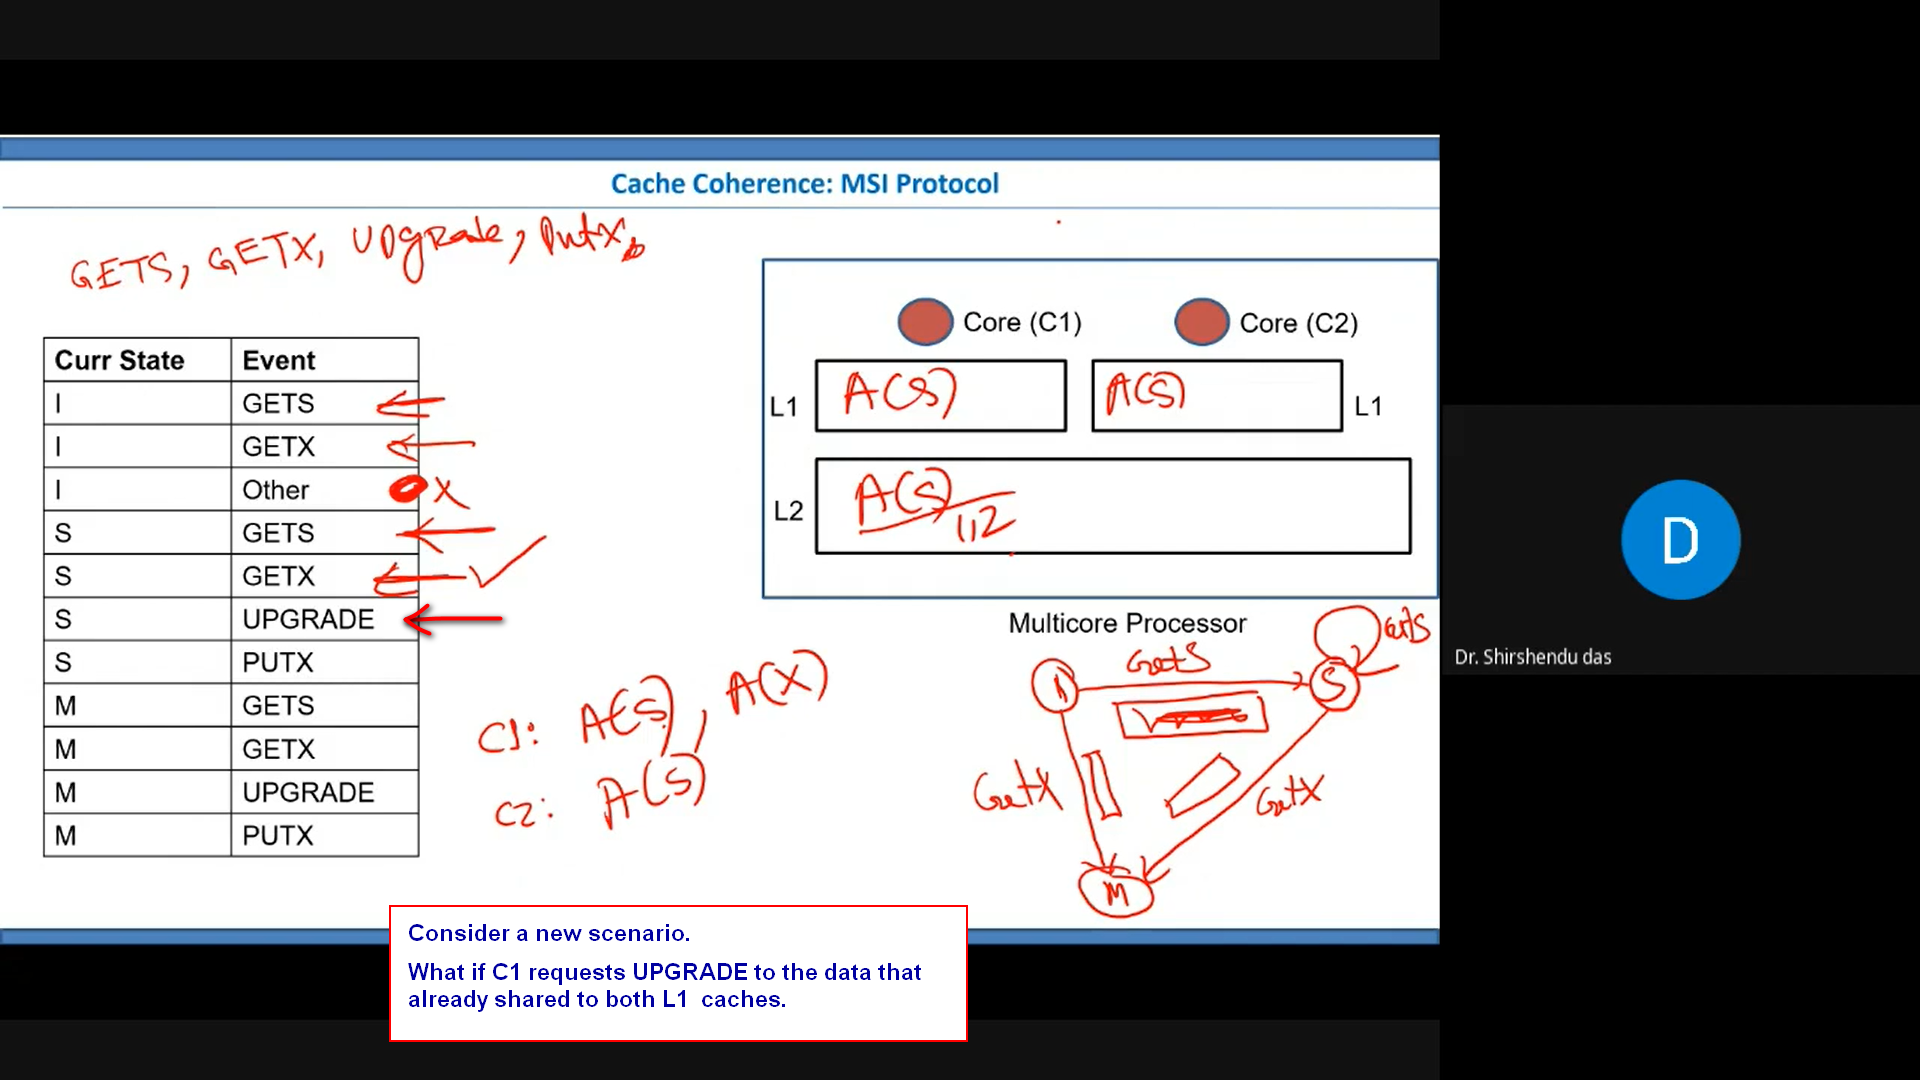 Cache Coherence: MSI Protocol
GETS, GETX, Upgrade, Putx
Curr State Event
I GETS
I GETX
I Other X
S GETS
S GETX
S UPGRADE
S PUTX
M GETS
M GETX
M UPGRADE
M PUTX
Core (C1) Core (C2)
L1 A(S) A(S) L1
L2 A(S) 1,2
Multicore Processor
C1: A(S), A(X)
C2: A(S)
GetS
GetS
I S
GetX GetX
M
Consider a new scenario.
What if C1 requests UPGRADE to the data that
already shared to both L1 caches.
D
Dr. Shirshendu das